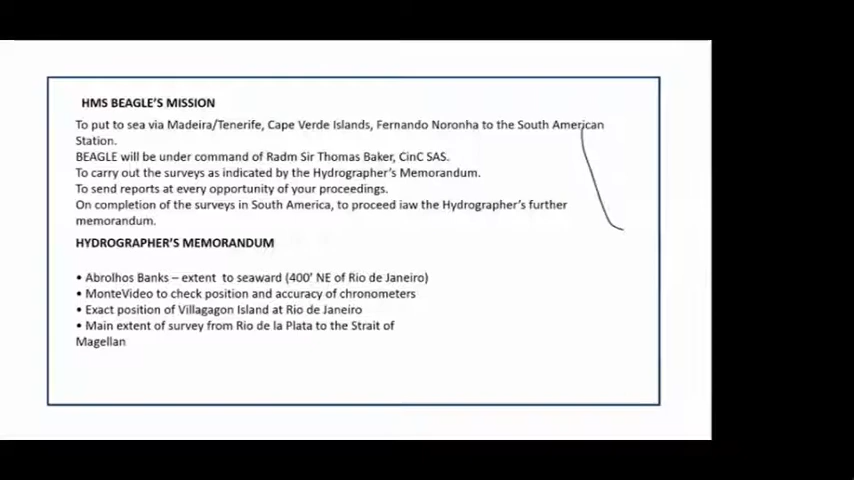 HMS BEAGLE'S MISSION
To put to sea via Madeira/Tenerife, Cape Verde Islands, Fernando Noronha to the South American
Station.
BEAGLE will be under command of Radm Sir Thomas Baker, CinC SAS.
To carry out the surveys as indicated by the Hydrographer's Memorandum.
To send reports at every opportunity of your proceedings.
On completion of the surveys in South America, to proceed iaw the Hydrographer's further
memorandum.
HYDROGRAPHER'S MEMORANDUM
• Abrolhos Banks – extent to seaward (400' NE of Rio de Janeiro)
• MonteVideo to check position and accuracy of chronometers
• Exact position of Villagagon Island at Rio de Janeiro
• Main extent of survey from Rio de la Plata to the Strait of
Magellan